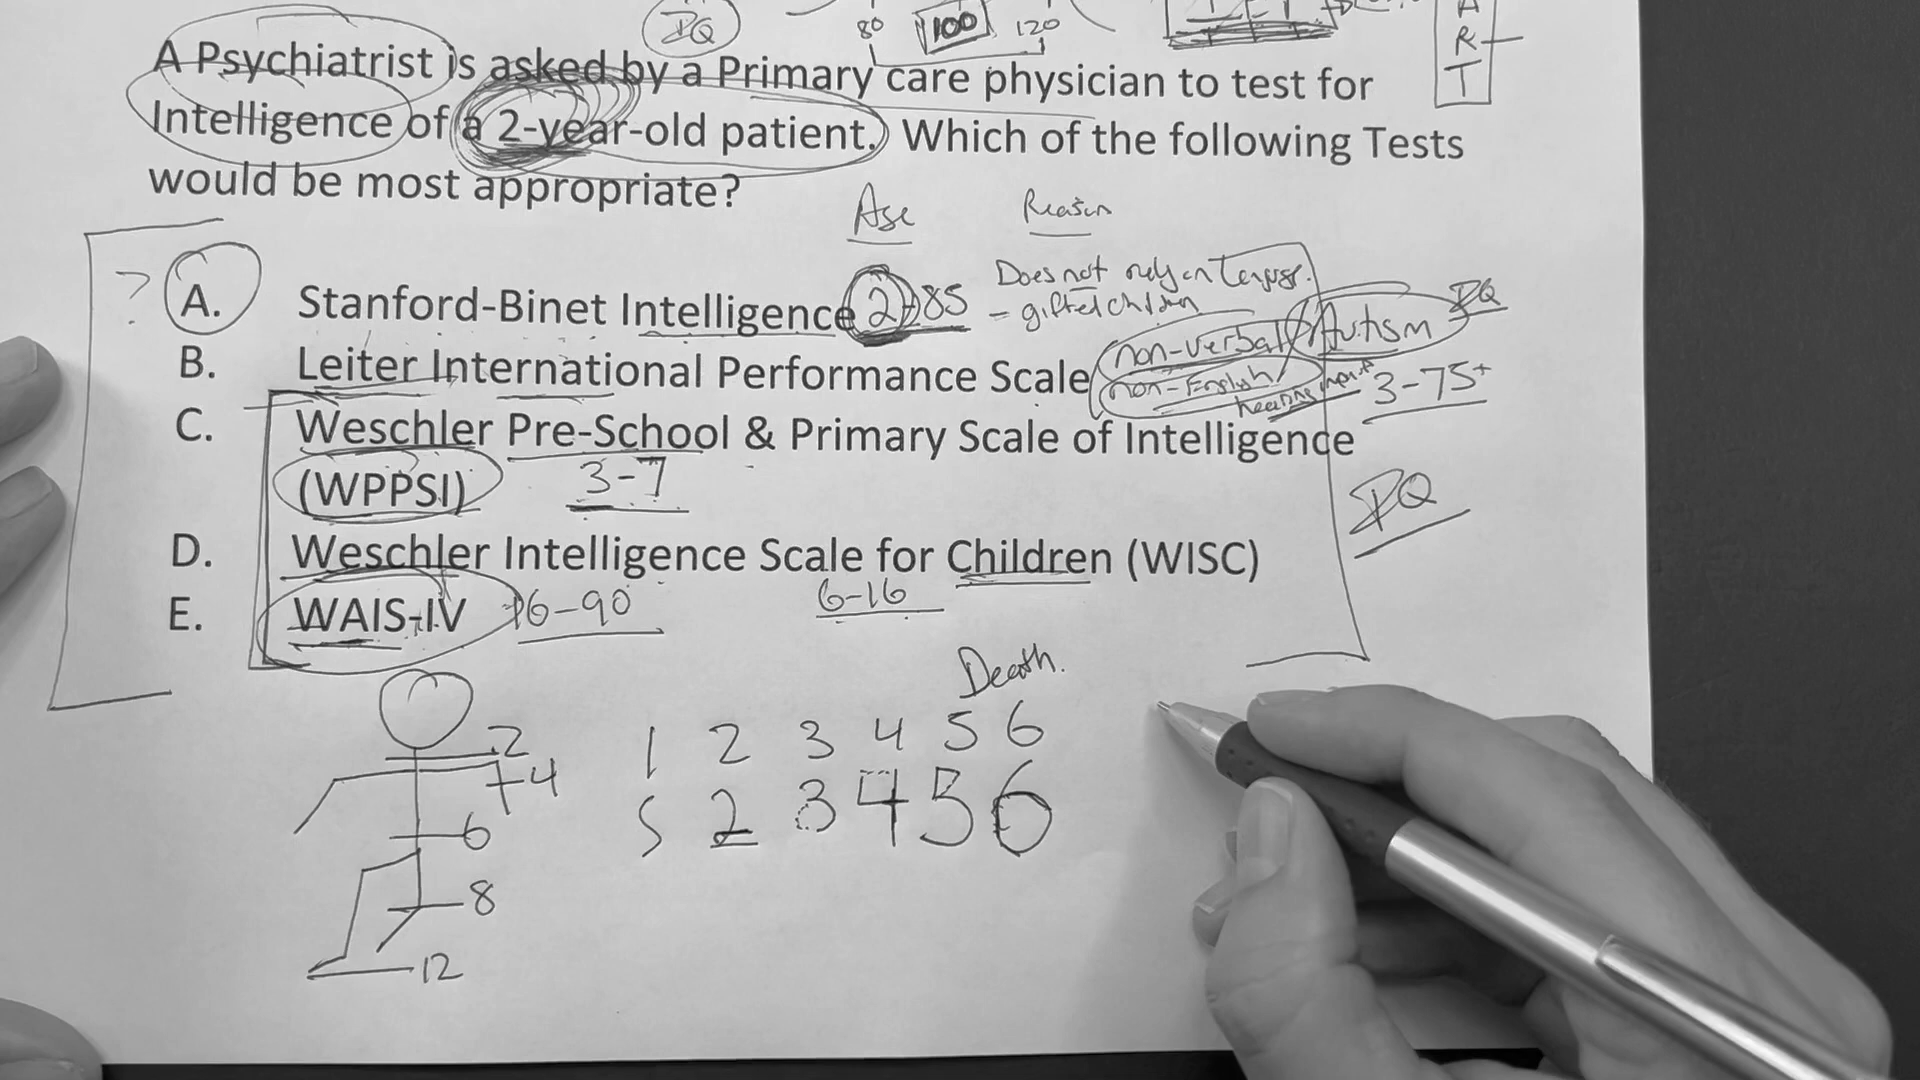 IQ 80 100 120
A
R
T
A Psychiatrist is asked by a Primary care physician to test for
Intelligence of a 2-year-old patient. Which of the following Tests
would be most appropriate?
Age Reason
? A. Stanford-Binet Intelligence 2-85 Does not rely on
- gifted children
B. Leiter International Performance Scale non-verbal / Autism IQ
non-English hearing 3-75+
C. Weschler Pre-School & Primary Scale of Intelligence
(WPPSI) 3-7 IQ
D. Weschler Intelligence Scale for Children (WISC)
E. WAIS-IV 16-90 6-16
Death.
2 1 2 3 4 5 6
4 S 2 3 4 5 6
6
8
12